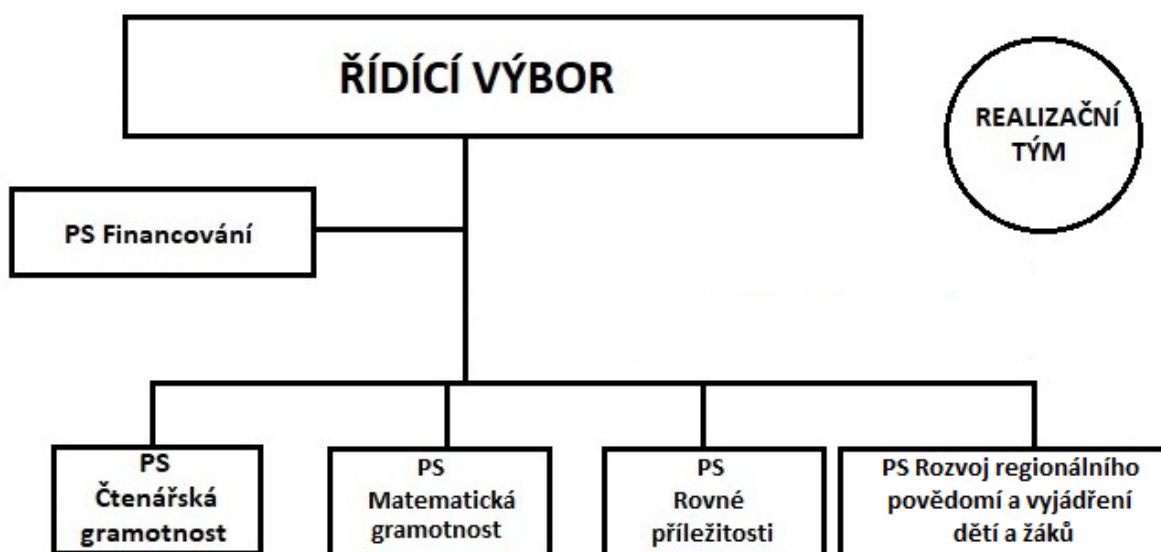 ŘÍDÍCÍ VÝBOR
REALIZAČNÍ
TÝM
PS Financování
PS
Čtenářská
gramotnost
PS
Matematická
gramotnost
PS
Rovné
příležitosti
PS Rozvoj regionálního
povědomí a vyjádření
dětí a žáků